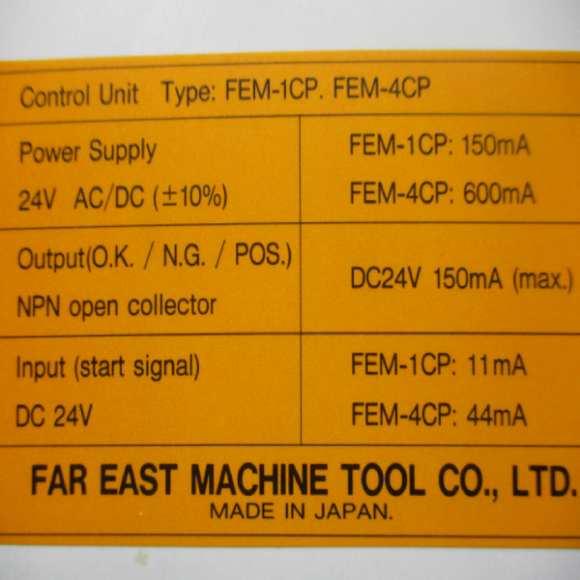 Control Unit Type: FEM-1CP. FEM-4CP
Power Supply
24V AC/DC (±10%)
FEM-1CP: 150mA
FEM-4CP: 600mA
Output(O.K. / N.G. / POS.)
NPN open collector
DC24V 150mA (max.)
Input (start signal)
DC 24V
FEM-1CP: 11mA
FEM-4CP: 44mA
FAR EAST MACHINE TOOL CO., LTD.
MADE IN JAPAN.